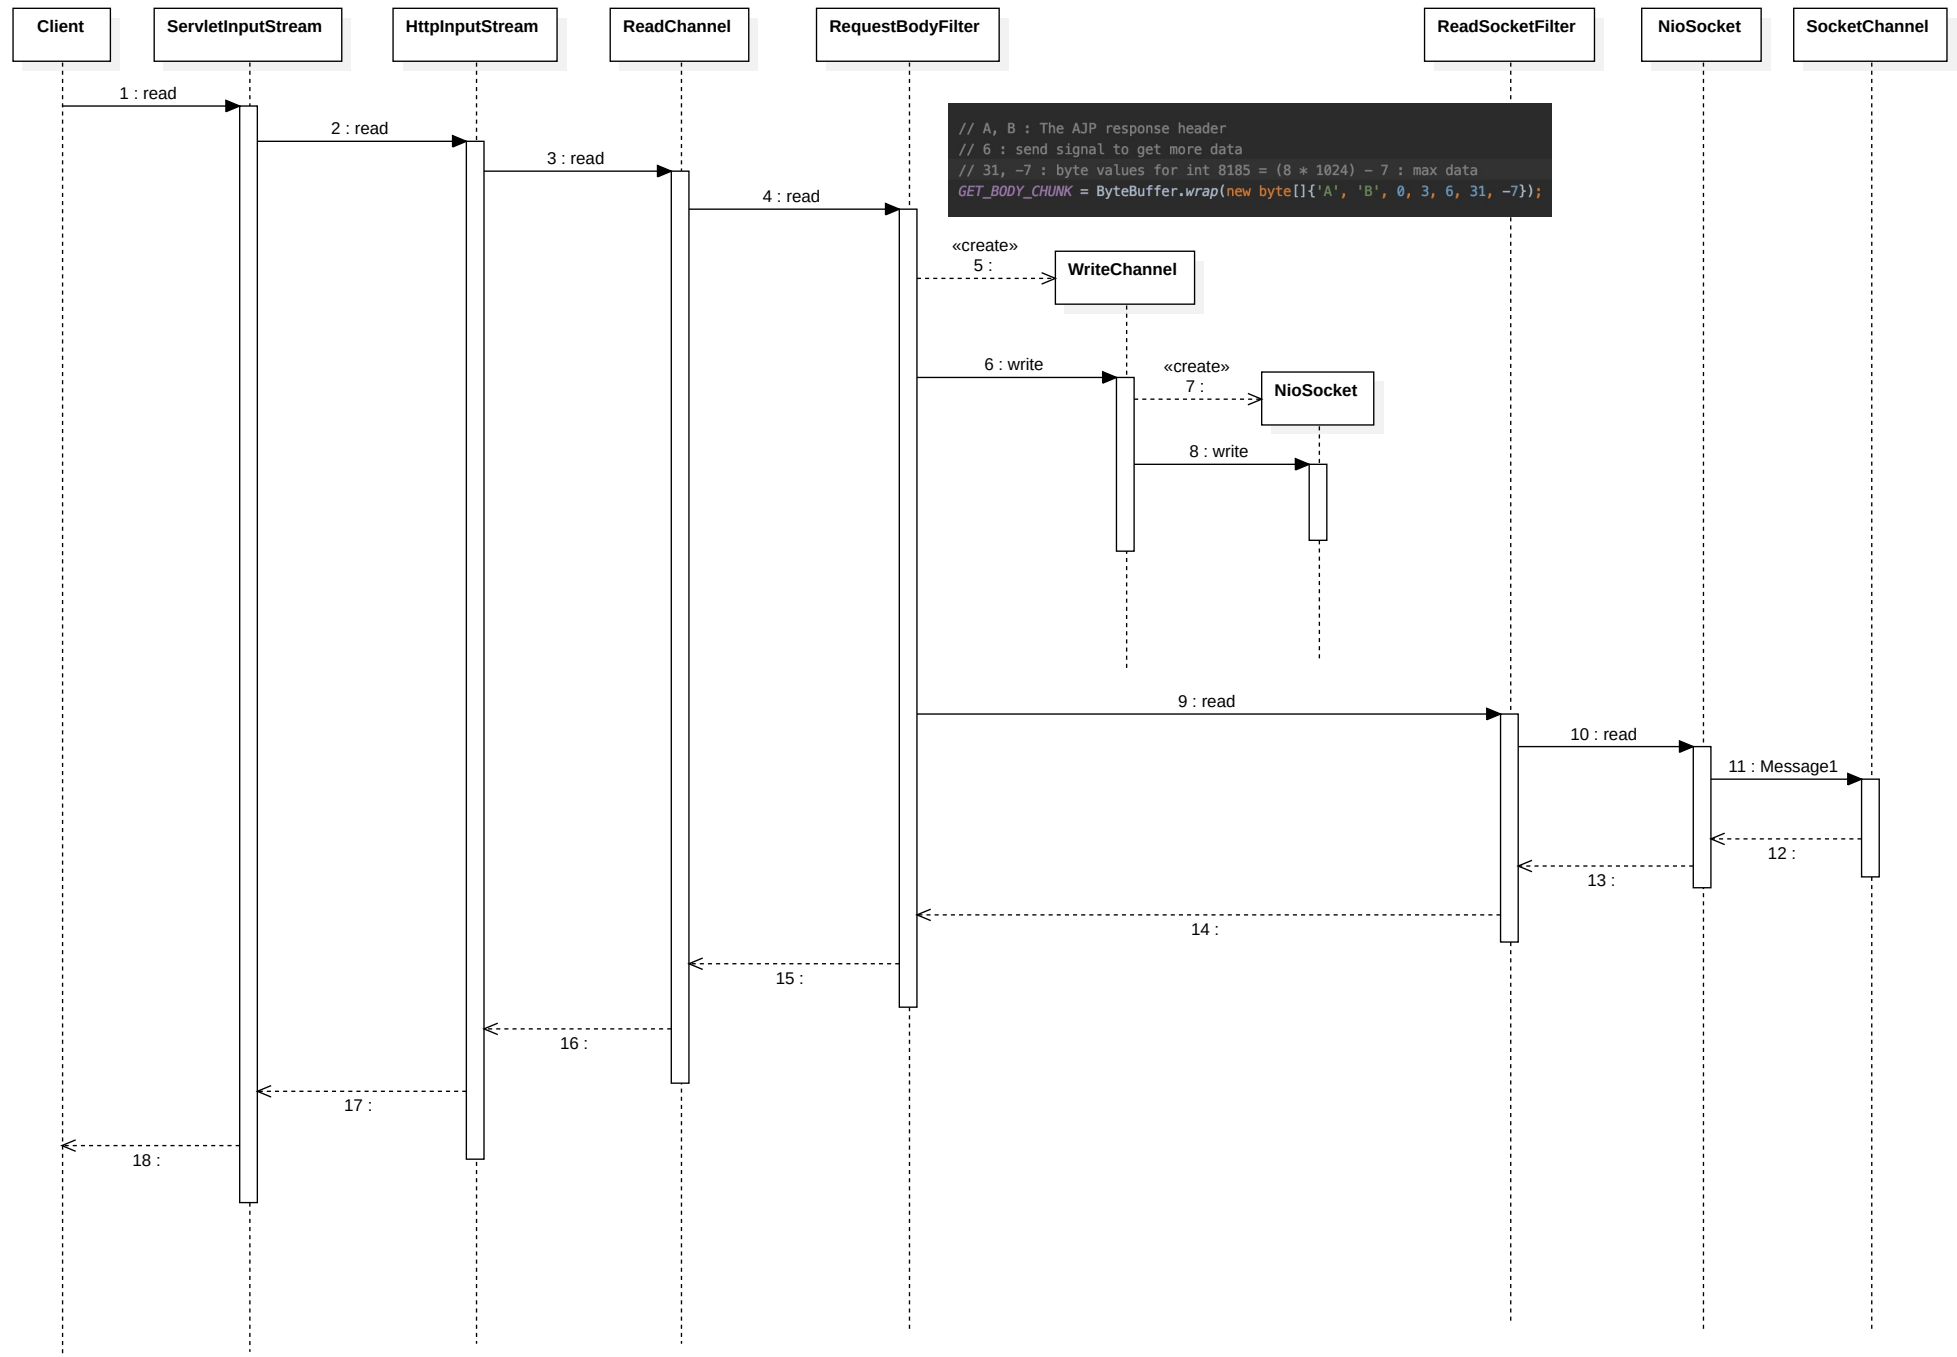 Client
ServletInputStream
HttpInputStream
ReadChannel
RequestBodyFilter
ReadSocketFilter
NioSocket
SocketChannel
1 : read
2 : read
3 : read
4 : read
// A, B : The AJP response header
// 6 : send signal to get more data
// 31, -7 : byte values for int 8185 = (8 * 1024) - 7 : max data
GET_BODY_CHUNK = ByteBuffer.wrap(new byte[]{'A', 'B', 0, 3, 6, 31, -7});
«create»
5 :
WriteChannel
6 : write
«create»
7 :
NioSocket
8 : write
9 : read
10 : read
11 : Message1
12 :
13 :
14 :
15 :
16 :
17 :
18 :